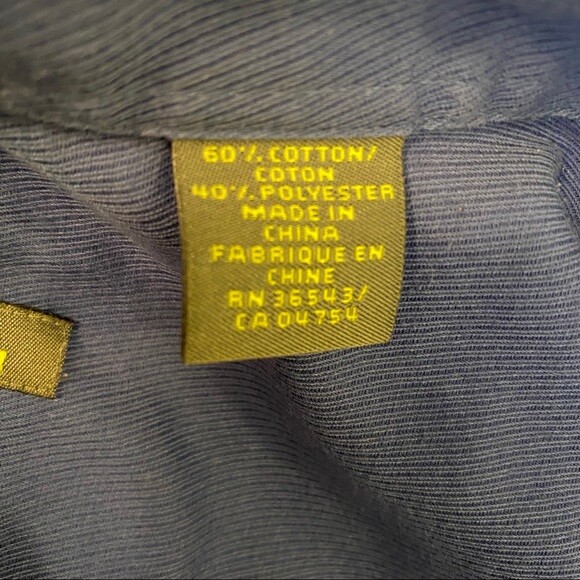 60% COTTON/
COTON
40% POLYESTER
MADE IN
CHINA
FABRIQUE EN
CHINE
RN 36543/
CA 04754